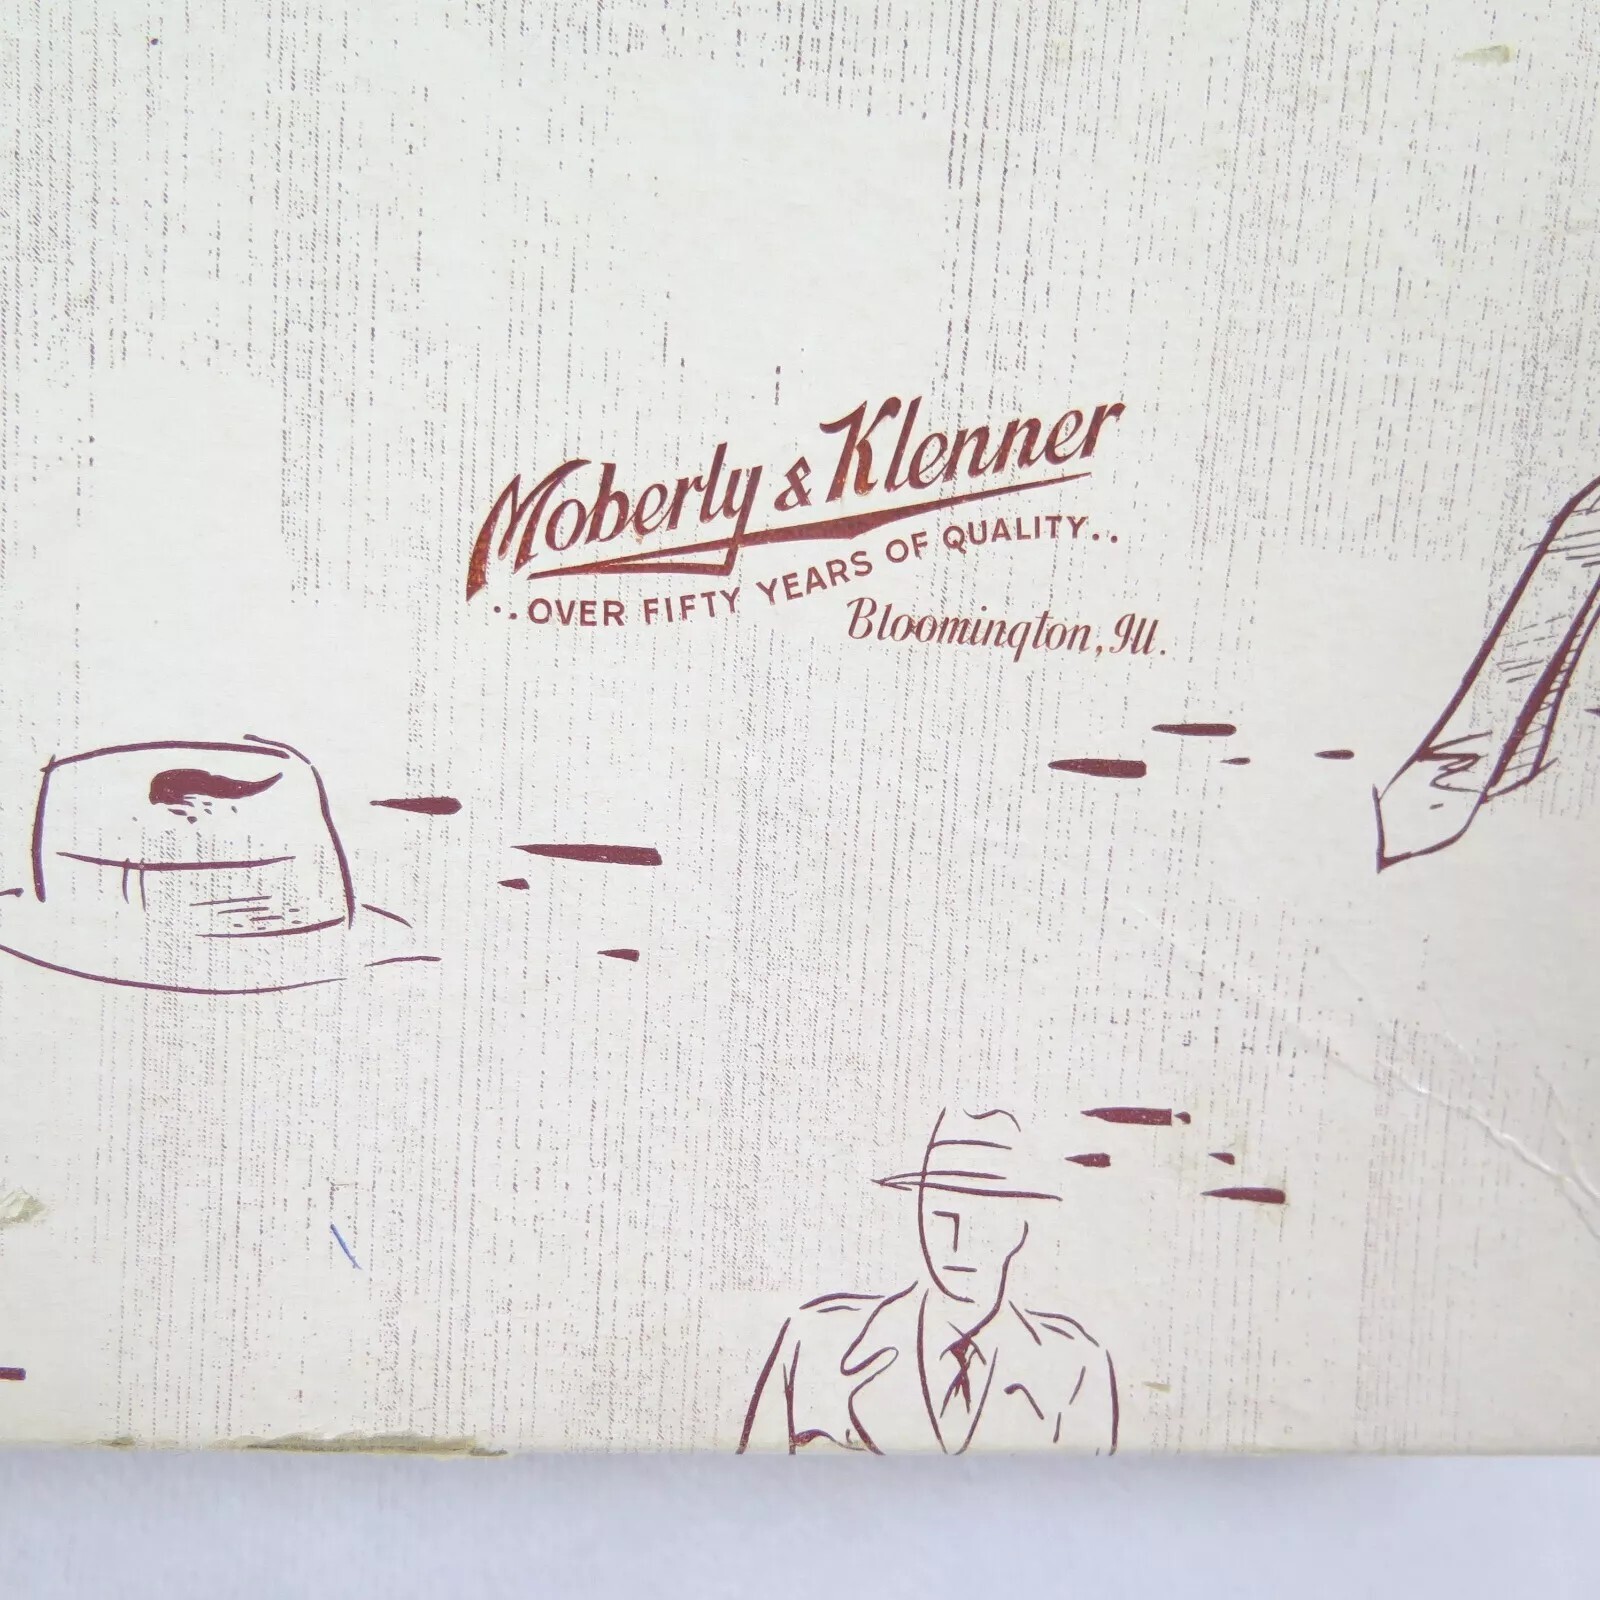 Moberly & Klenner
..OVER FIFTY YEARS OF QUALITY..
Bloomington, Ill.